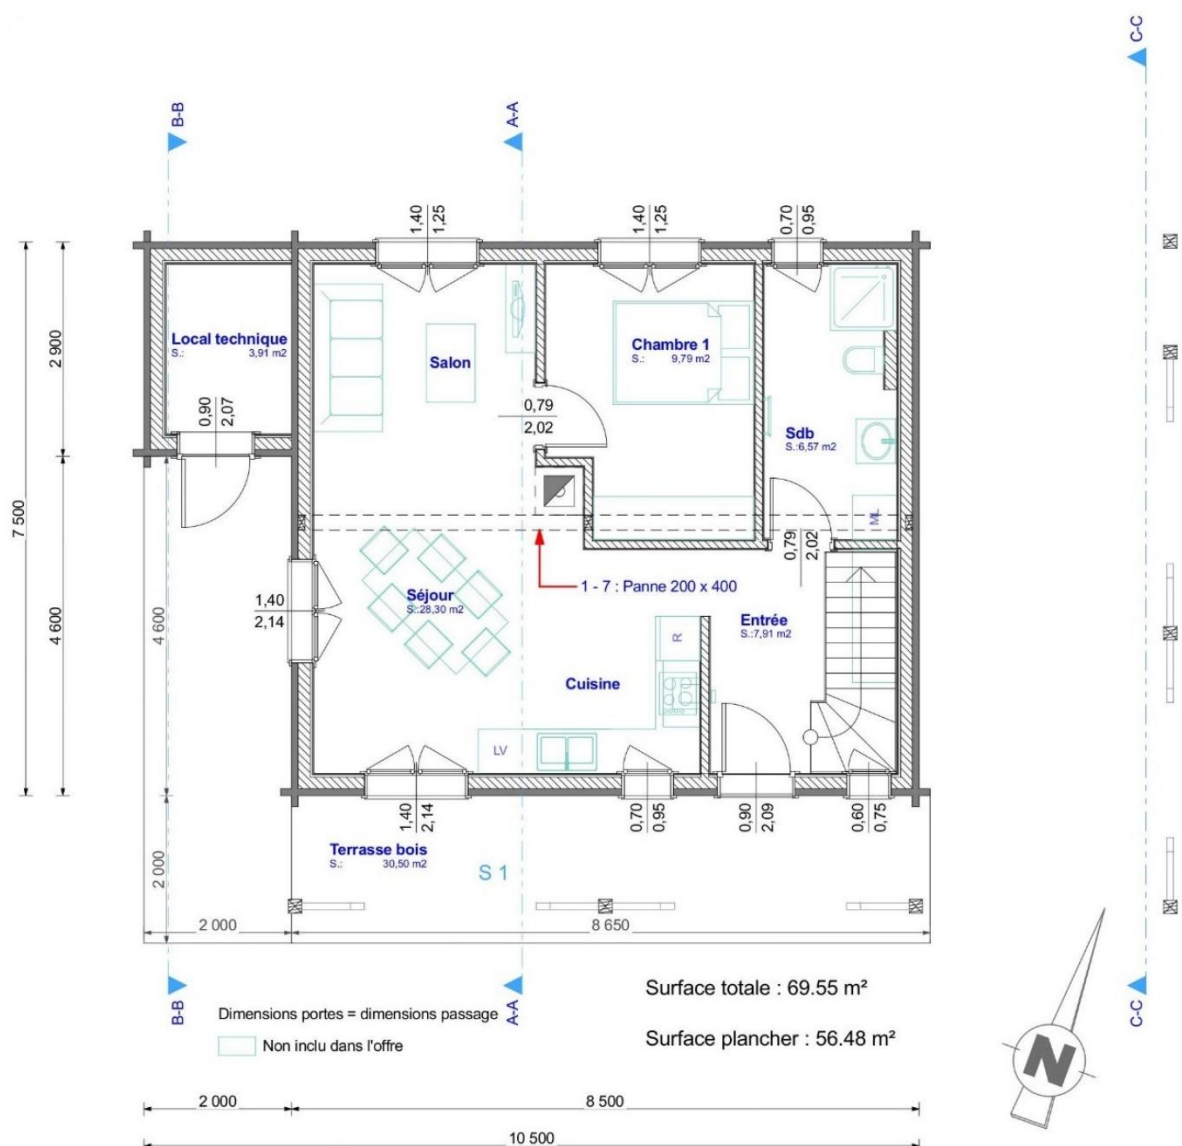 C-C
B-B
A-A
1,40
1,25
1,40
1,25
0,70
0,95
2 900
7 500
4 600
4 600
2 000
Local technique
S.: 3,91 m2
0,90
2,07
Salon
Chambre 1
S.: 9,79 m2
0,79
2,02
Sdb
S.:6,57 m2
ML
0,79
2,02
1 - 7 : Panne 200 x 400
1,40
2,14
Séjour
S.:28,30 m2
Entrée
S.:7,91 m2
R
Cuisine
LV
1,40
2,14
0,70
0,95
0,90
2,09
0,60
0,75
Terrasse bois
S.: 30,50 m2
S 1
2 000
8 650
B-B
A-A
C-C
Surface totale : 69.55 m²
Dimensions portes = dimensions passage
Surface plancher : 56.48 m²
Non inclu dans l'offre
N
2 000
8 500
10 500